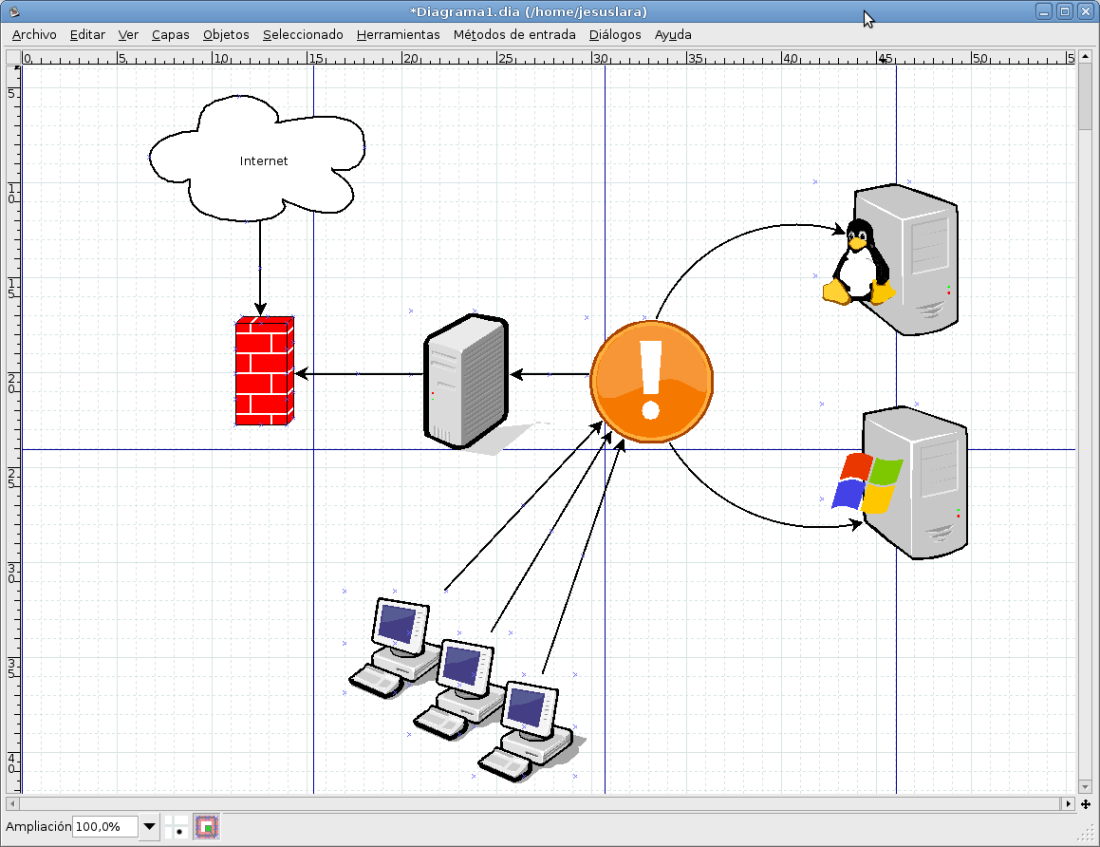 *Diagrama1.dia (/home/jesuslara)
Archivo Editar Ver Capas Objetos Seleccionado Herramientas Métodos de entrada Diálogos Ayuda
0 5 10 15 20 25 30 35 40 45 50 5
5
10
15
20
25
30
35
40
Internet
!
Ampliación 100,0%